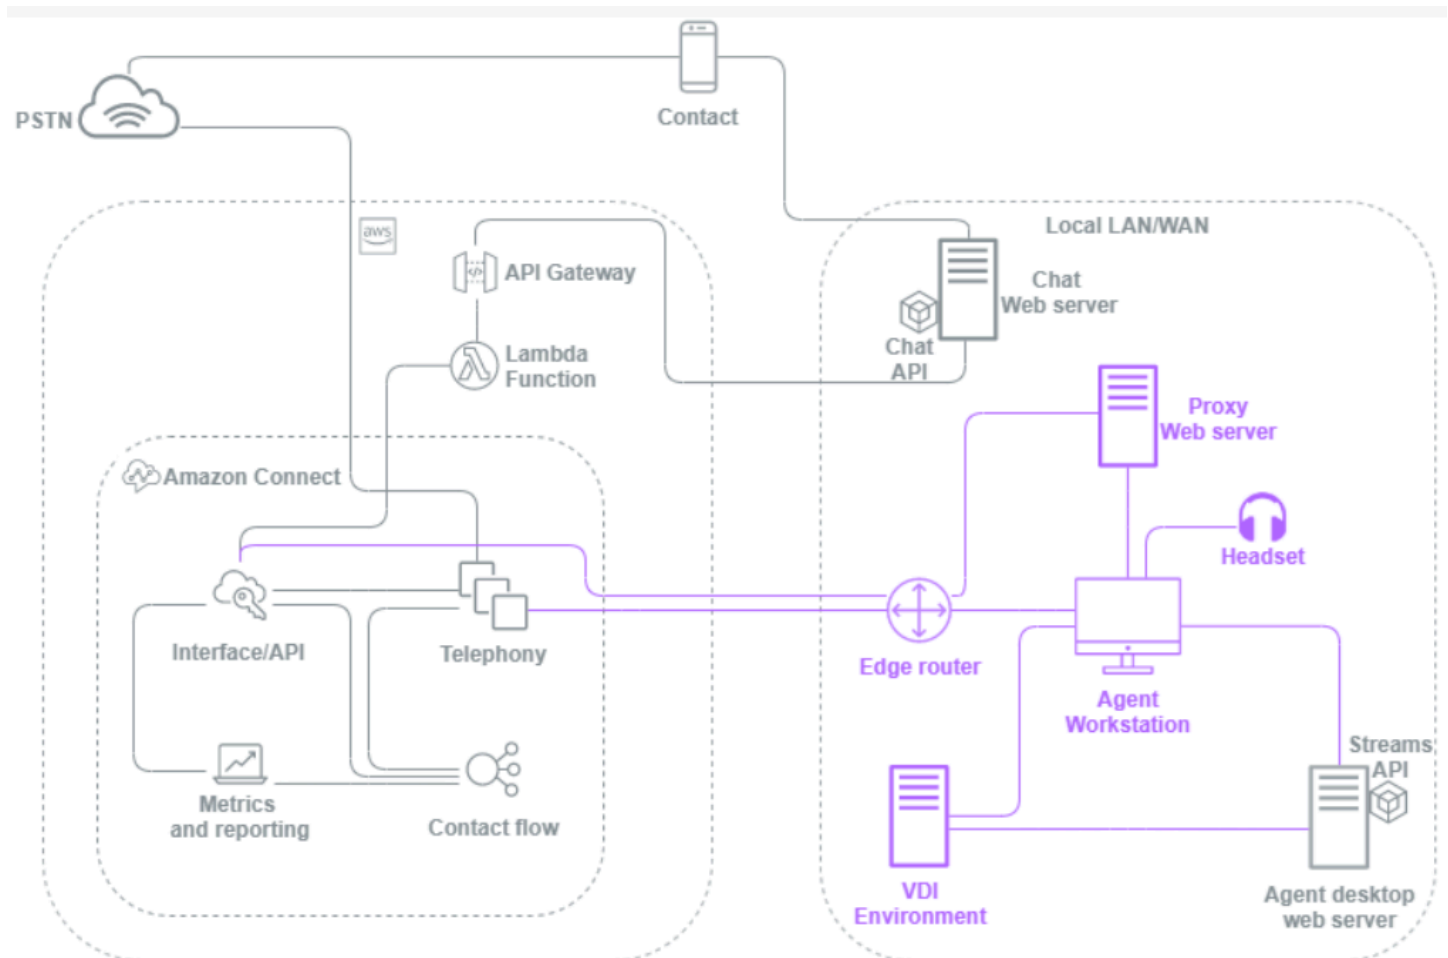 PSTN
Contact
aws
Local LAN/WAN
API Gateway
Chat
Web server
Chat
API
Lambda
Function
Proxy
Web server
Amazon Connect
Headset
Interface/API
Telephony
Edge router
Agent
Workstation
Streams
API
Metrics
and reporting
Contact flow
VDI
Environment
Agent desktop
web server